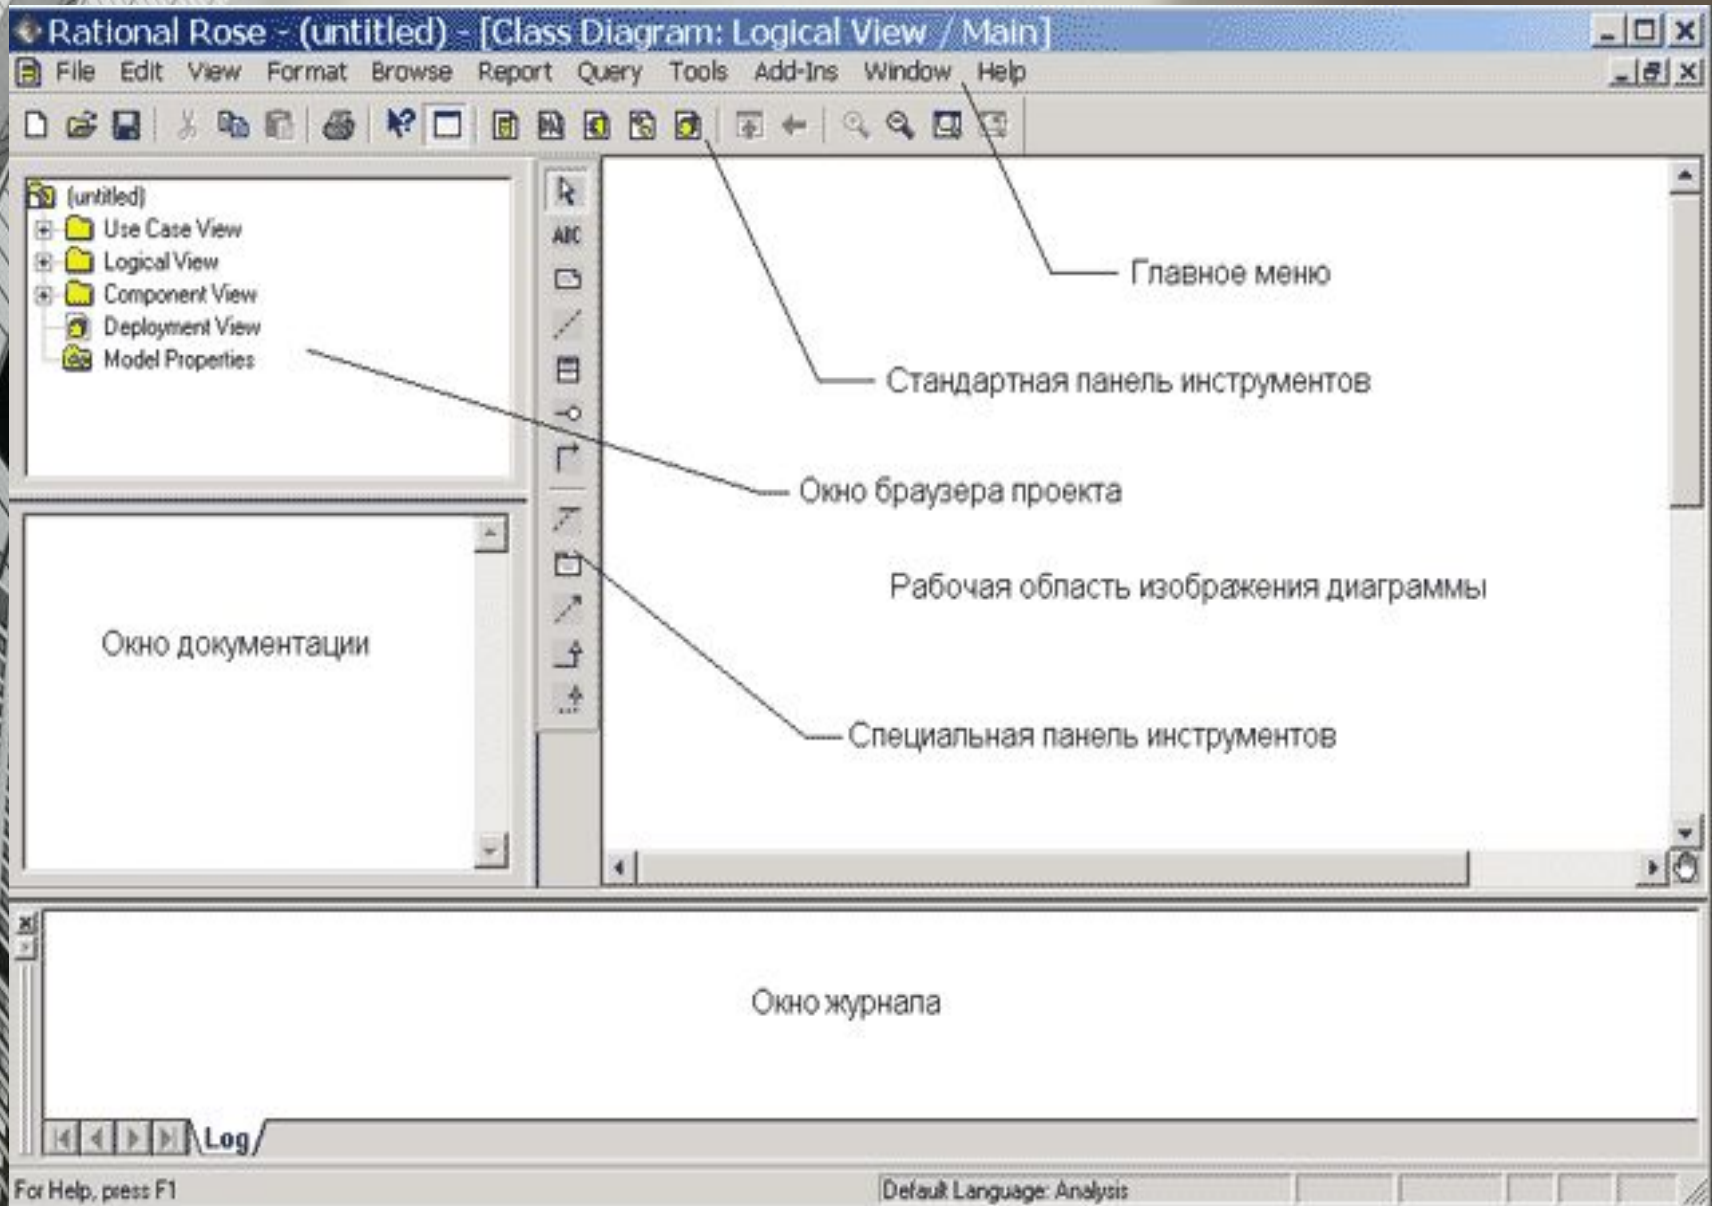 Rational Rose - (untitled) - [Class Diagram: Logical View / Main]
File Edit View Format Browse Report Query Tools Add-Ins Window Help
(untitled)
Use Case View
Logical View
Component View
Deployment View
Model Properties
ABC
Главное меню
Стандартная панель инструментов
Окно браузера проекта
Рабочая область изображения диаграммы
Окно документации
Специальная панель инструментов
Окно журнала
Log
For Help, press F1
Default Language: Analysis